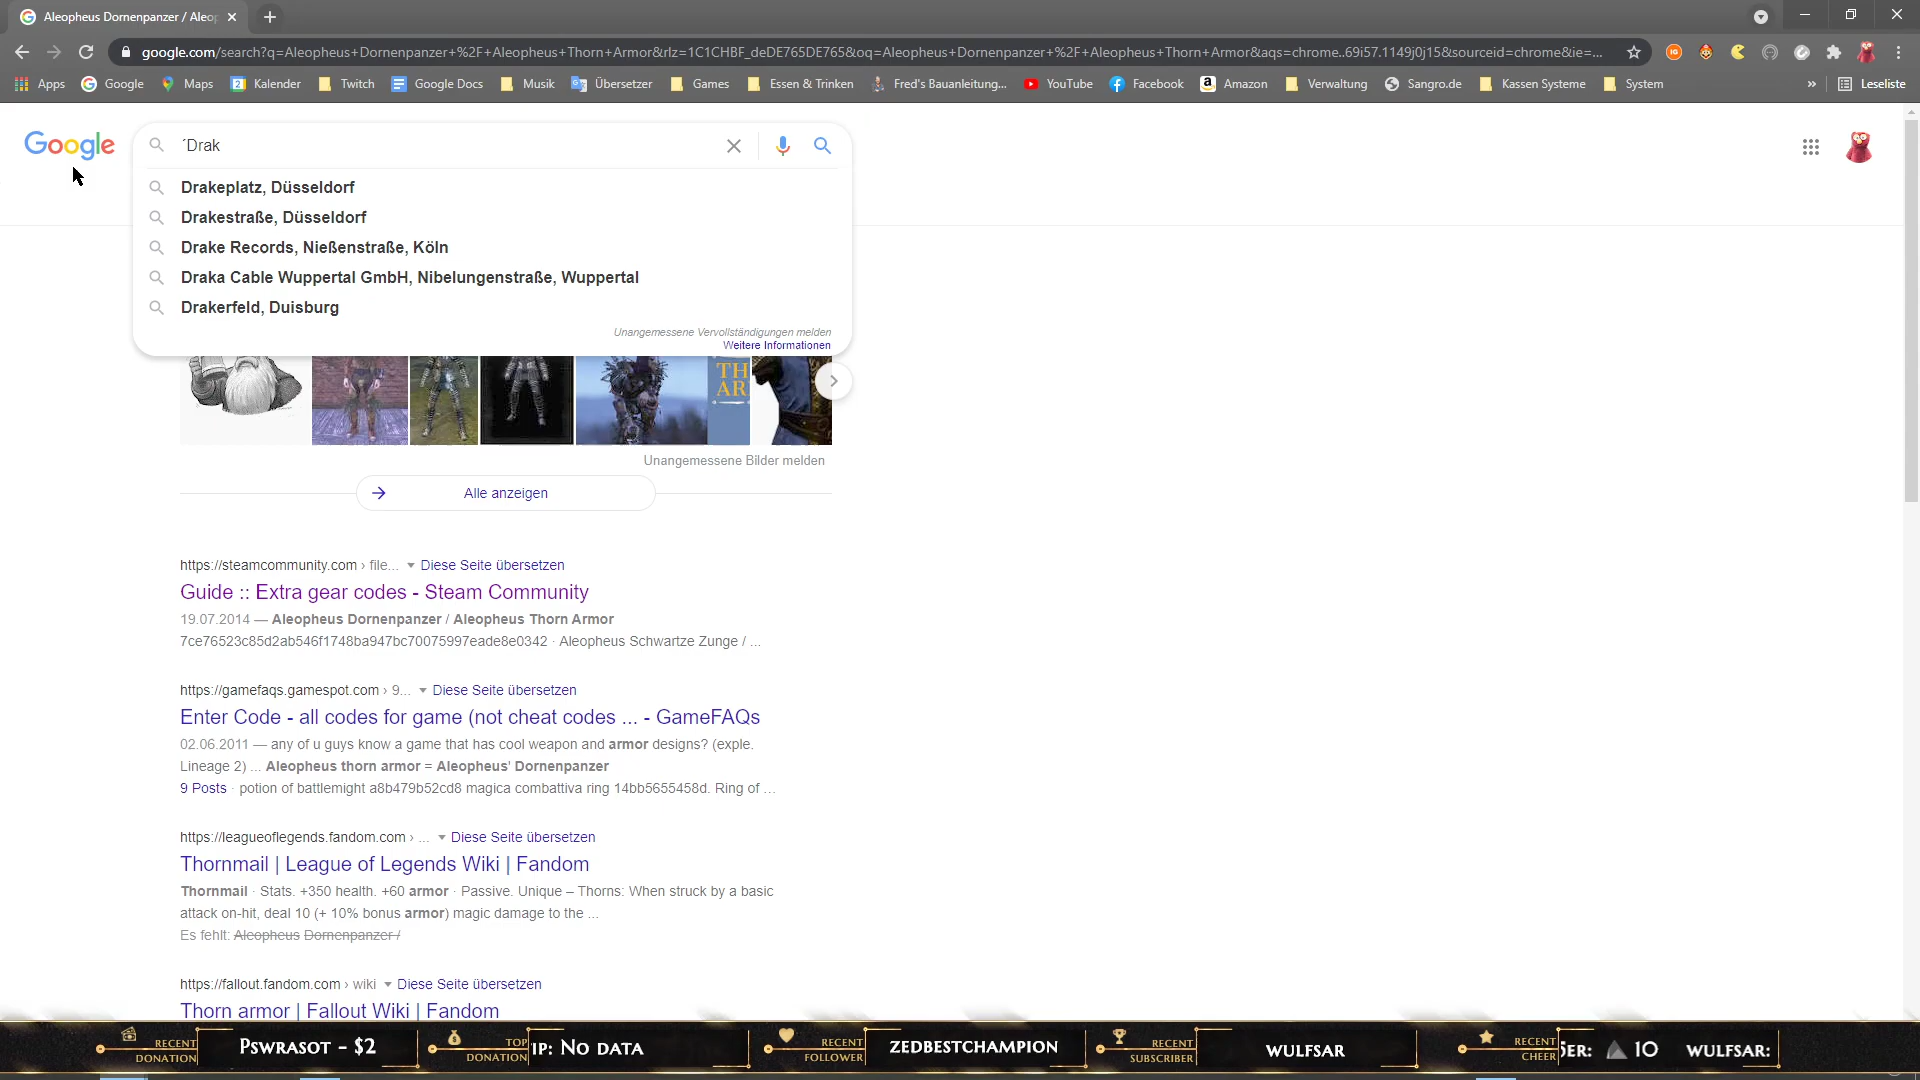 Aleopheus Dornenpanzer / Aleop
google.com/search?q=Aleopheus+Dornenpanzer+%2F+Aleopheus+Thorn+Armor&rlz=1C1CHBF_deDE765DE765&oq=Aleopheus+Dornenpanzer+%2F+Aleopheus+Thorn+Armor&aqs=chrome..69i57.1149j0j15&sourceid=chrome&ie=...
Apps Google Maps Kalender Twitch Google Docs Musik Übersetzer Games Essen & Trinken Fred's Bauanleitung... YouTube Facebook Amazon Verwaltung Sangro.de Kassen Systeme System » Leseliste
Google
´Drak
Drakeplatz, Düsseldorf
Drakestraße, Düsseldorf
Drake Records, Nießenstraße, Köln
Draka Cable Wuppertal GmbH, Nibelungenstraße, Wuppertal
Drakerfeld, Duisburg
Unangemessene Vervollständigungen melden
Weitere Informationen
TH
AR
Unangemessene Bilder melden
Alle anzeigen
https://steamcommunity.com › file... Diese Seite übersetzen
Guide :: Extra gear codes - Steam Community
19.07.2014 — Aleopheus Dornenpanzer / Aleopheus Thorn Armor
7ce76523c85d2ab546f1748ba947bc70075997eade8e0342 · Aleopheus Schwartze Zunge / ...
https://gamefaqs.gamespot.com › 9... Diese Seite übersetzen
Enter Code - all codes for game (not cheat codes ... - GameFAQs
02.06.2011 — any of u guys know a game that has cool weapon and armor designs? (exple.
Lineage 2) ... Aleopheus thorn armor = Aleopheus' Dornenpanzer
9 Posts · potion of battlemight a8b479b52cd8 magica combattiva ring 14bb5655458d. Ring of ...
https://leagueoflegends.fandom.com › ... Diese Seite übersetzen
Thornmail | League of Legends Wiki | Fandom
Thornmail · Stats. +350 health. +60 armor · Passive. Unique – Thorns: When struck by a basic
attack on-hit, deal 10 (+ 10% bonus armor) magic damage to the ...
Es fehlt: Aleopheus Dornenpanzer /
https://fallout.fandom.com › wiki Diese Seite übersetzen
Thorn armor | Fallout Wiki | Fandom
RECENT DONATION Pswrasot - $2
TOP DONATION IP: No data
RECENT FOLLOWER ZEDBESTCHAMPION
RECENT SUBSCRIBER WULFSAR
RECENT CHEER 10 WULFSAR: